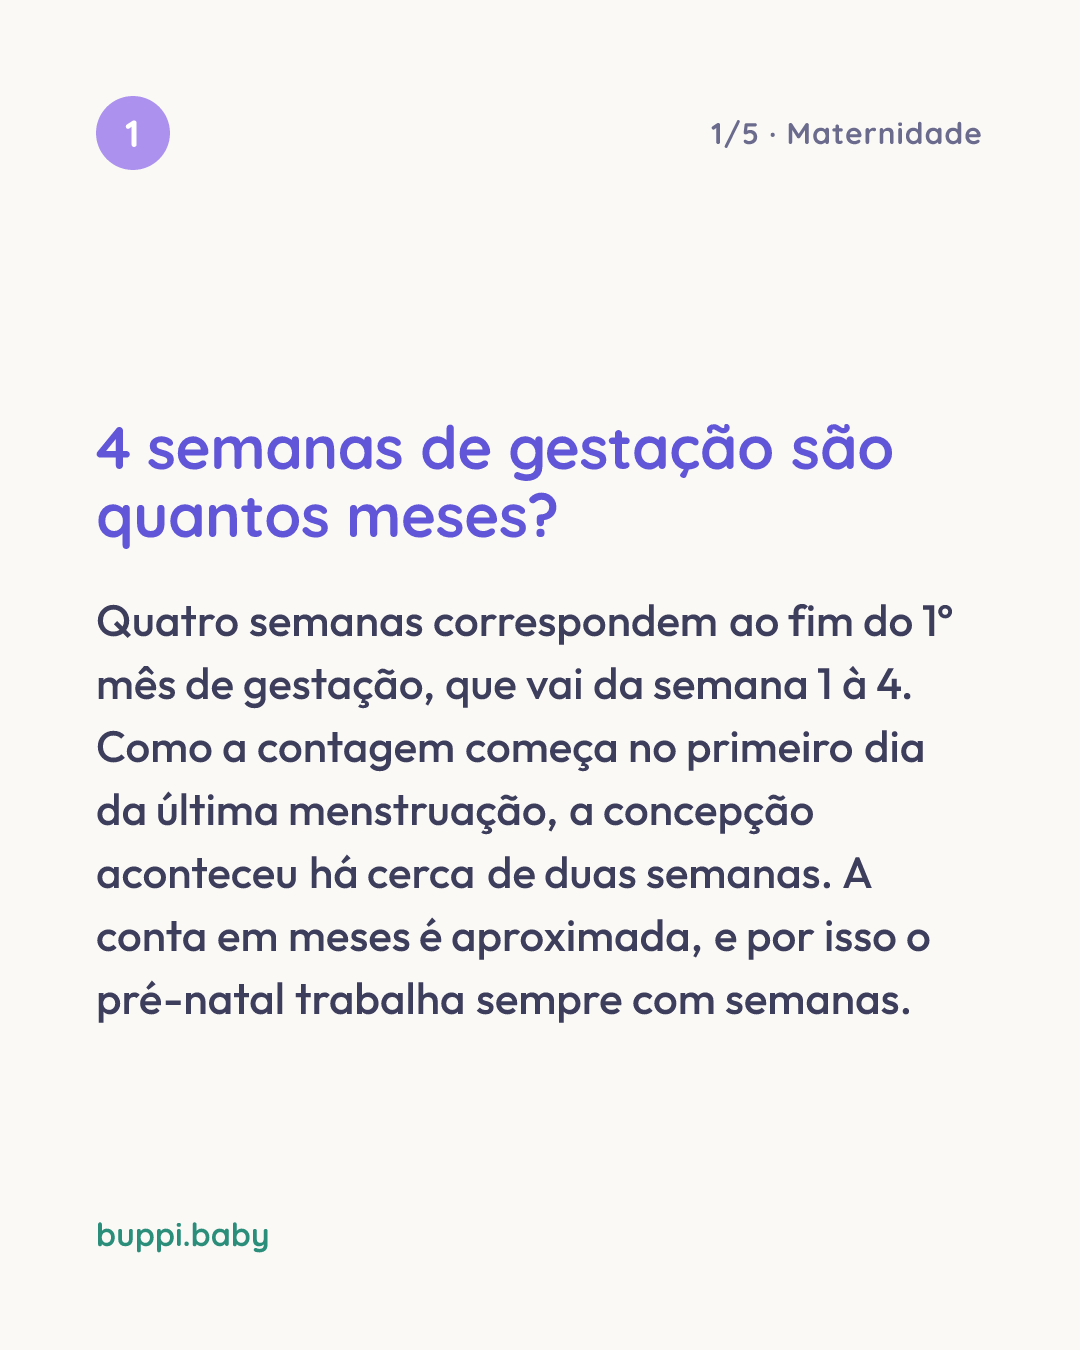 1
1/5 · Maternidade
4 semanas de gestação são
quantos meses?
Quatro semanas correspondem ao fim do 1º
mês de gestação, que vai da semana 1 à 4.
Como a contagem começa no primeiro dia
da última menstruação, a concepção
aconteceu há cerca de duas semanas. A
conta em meses é aproximada, e por isso o
pré-natal trabalha sempre com semanas.
buppi.baby